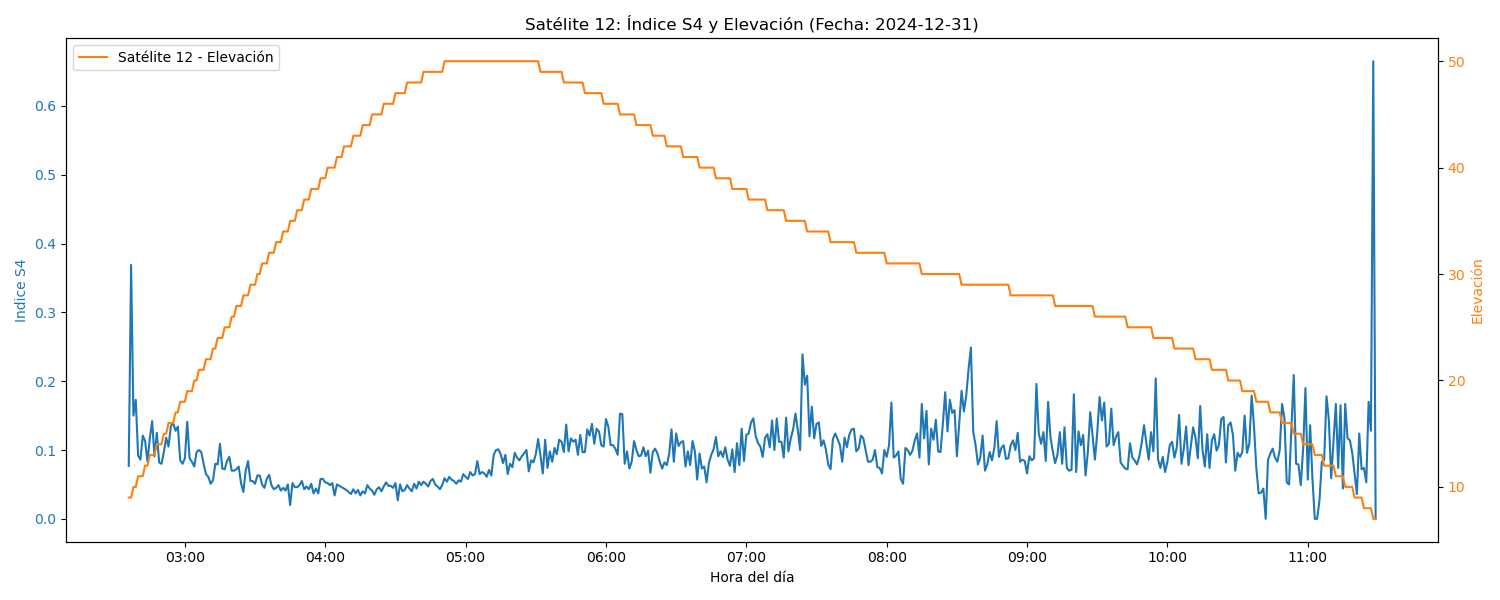 Satélite 12: Índice S4 y Elevación (Fecha: 2024-12-31)
Satélite 12 - Elevación
0.6
0.5
0.4
0.3
0.2
0.1
0.0
Indice S4
50
40
30
20
10
Elevación
03:00 04:00 05:00 06:00 07:00 08:00 09:00 10:00 11:00
Hora del día